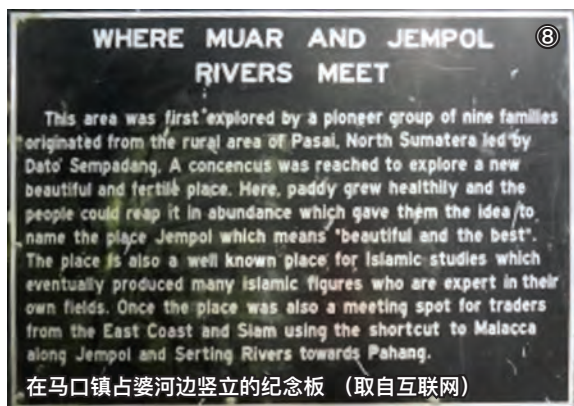 WHERE MUAR AND JEMPOL
⑧
RIVERS MEET
This area was first explored by a pioneer group of nine families
originated from the rural area of Pasai, North Sumatera led by
Dato' Sempadang. A concencus was reached to explore a new
beautiful and fertile place. Here, paddy grew healthily and the
people could reap it in abundance which gave them the idea to
name the place Jempol which means "beautiful and the best".
The place is also a well known place for Islamic studies which
eventually produced many islamic figures who are expert in their
own fields. Once the place was also a meeting spot for traders
from the East Coast and Siam using the shortcut to Malacca
along Jempol and Serting Rivers towards Pahang.
在马口镇占婆河边竖立的纪念板 （取自互联网）